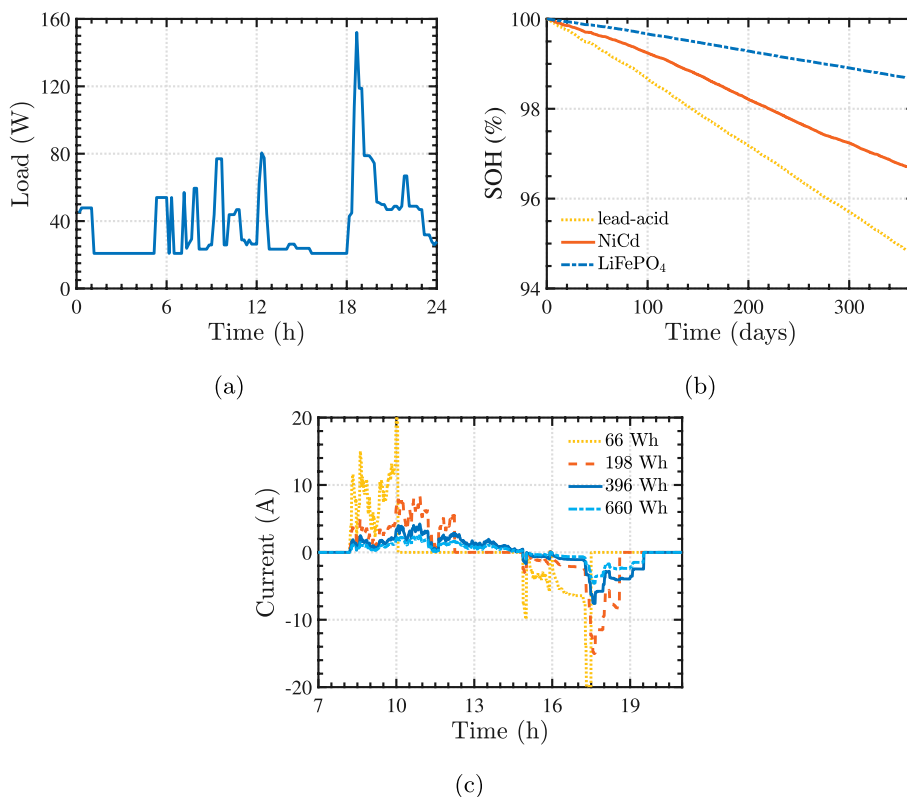 160
120
80
40
0
Load (W)
0 6 12 18 24
Time (h)
(a)
100
98
96
94
SOH (%)
lead-acid
NiCd
LiFePO₄
0 100 200 300
Time (days)
(b)
20
10
0
-10
-20
Current (A)
66 Wh
198 Wh
396 Wh
660 Wh
7 10 13 16 19
Time (h)
(c)